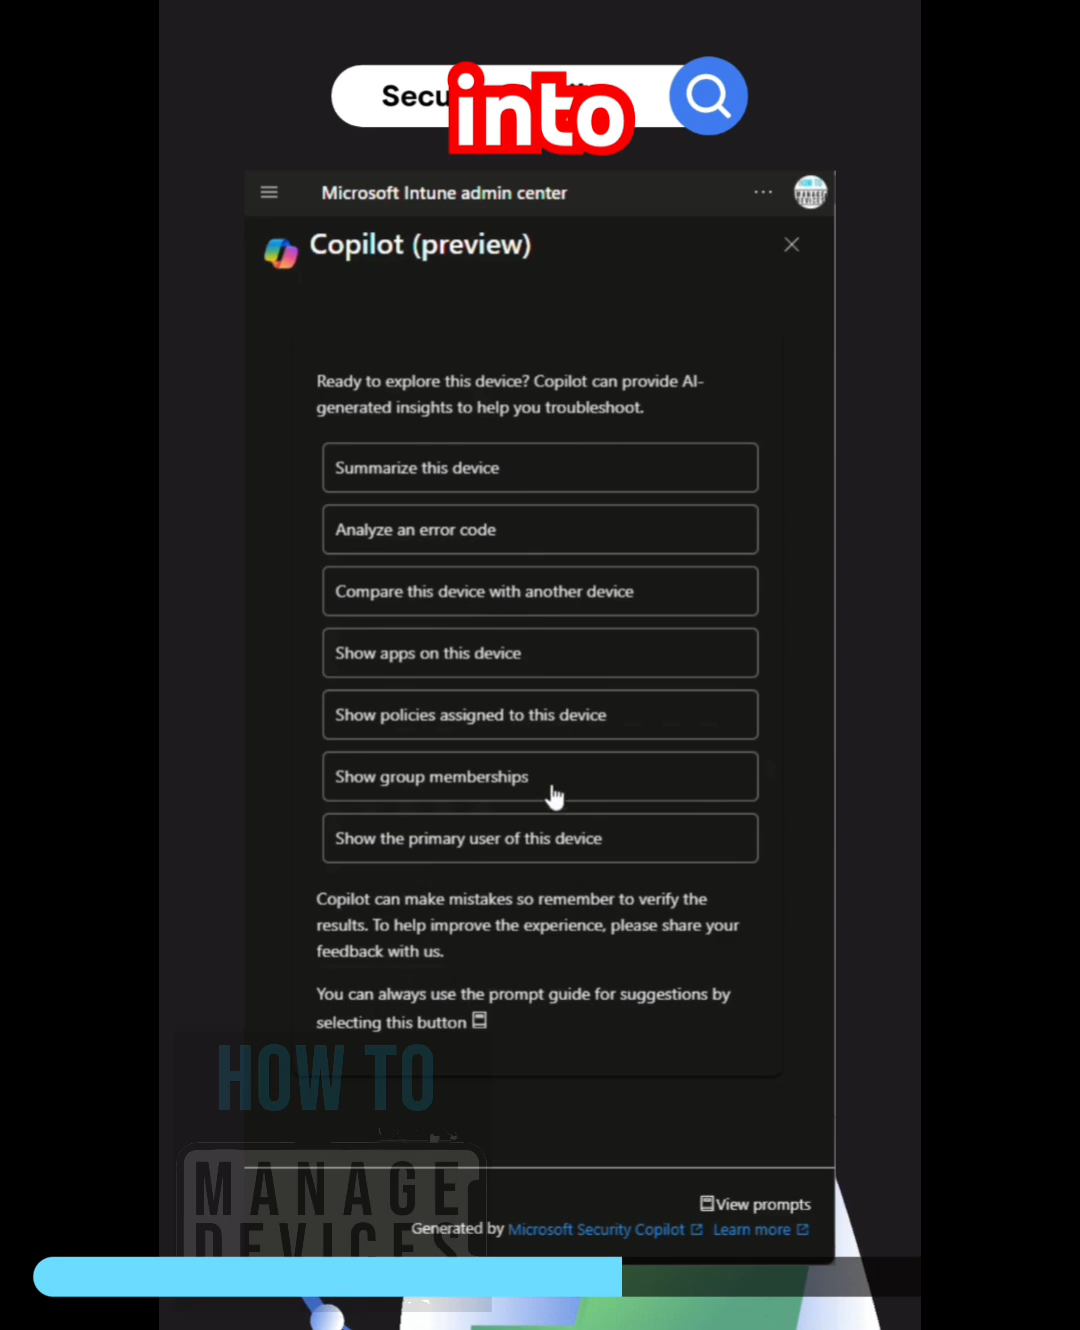 Secu
into
Microsoft Intune admin center
HOW TO
MANAGE
DEVICES
Copilot (preview)
Ready to explore this device? Copilot can provide AI-
generated insights to help you troubleshoot.
Summarize this device
Analyze an error code
Compare this device with another device
Show apps on this device
Show policies assigned to this device
Show group memberships
Show the primary user of this device
Copilot can make mistakes so remember to verify the
results. To help improve the experience, please share your
feedback with us.
You can always use the prompt guide for suggestions by
selecting this button
HOW TO
MANAGE
DEVICES
View prompts
Generated by Microsoft Security Copilot Learn more